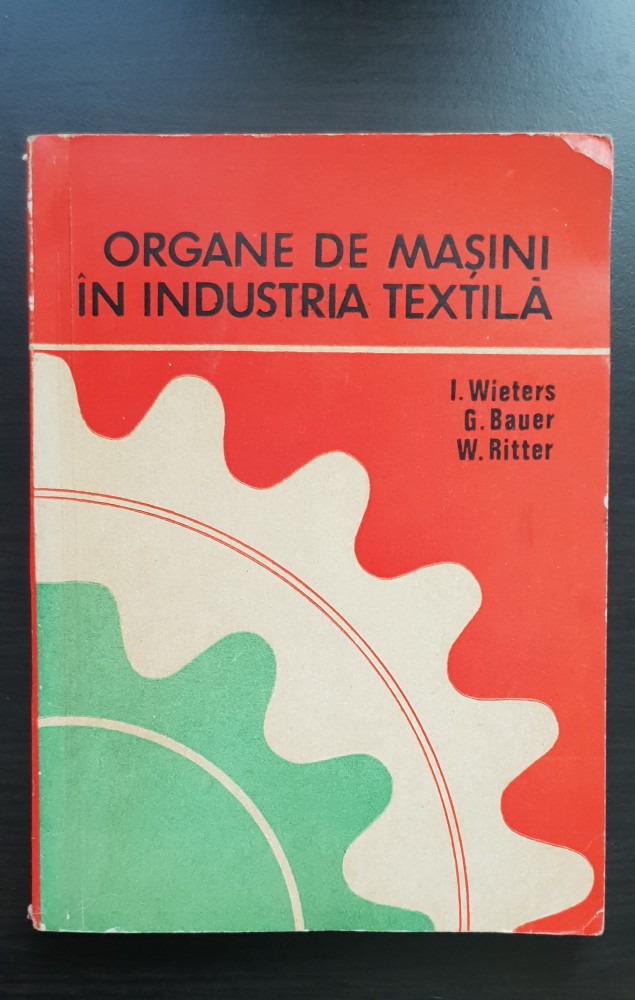 ORGANE DE MAȘINI
ÎN INDUSTRIA TEXTILĂ
I. Wieters
G. Bauer
W. Ritter